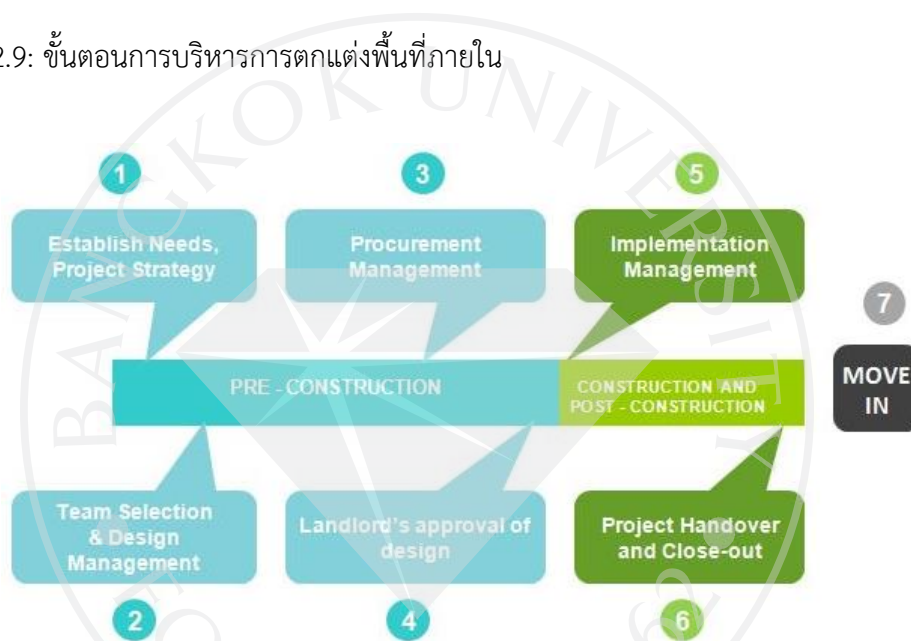 2.9: ขั้นตอนการบริหารการตกแต่งพื้นที่ภายใน
BANGKOK UNIVERSITY
1
Establish Needs,
Project Strategy
3
Procurement
Management
5
Implementation
Management
7
MOVE
IN
PRE - CONSTRUCTION
CONSTRUCTION AND
POST - CONSTRUCTION
Team Selection
& Design
Management
2
Landlord's approval of
design
4
Project Handover
and Close-out
6